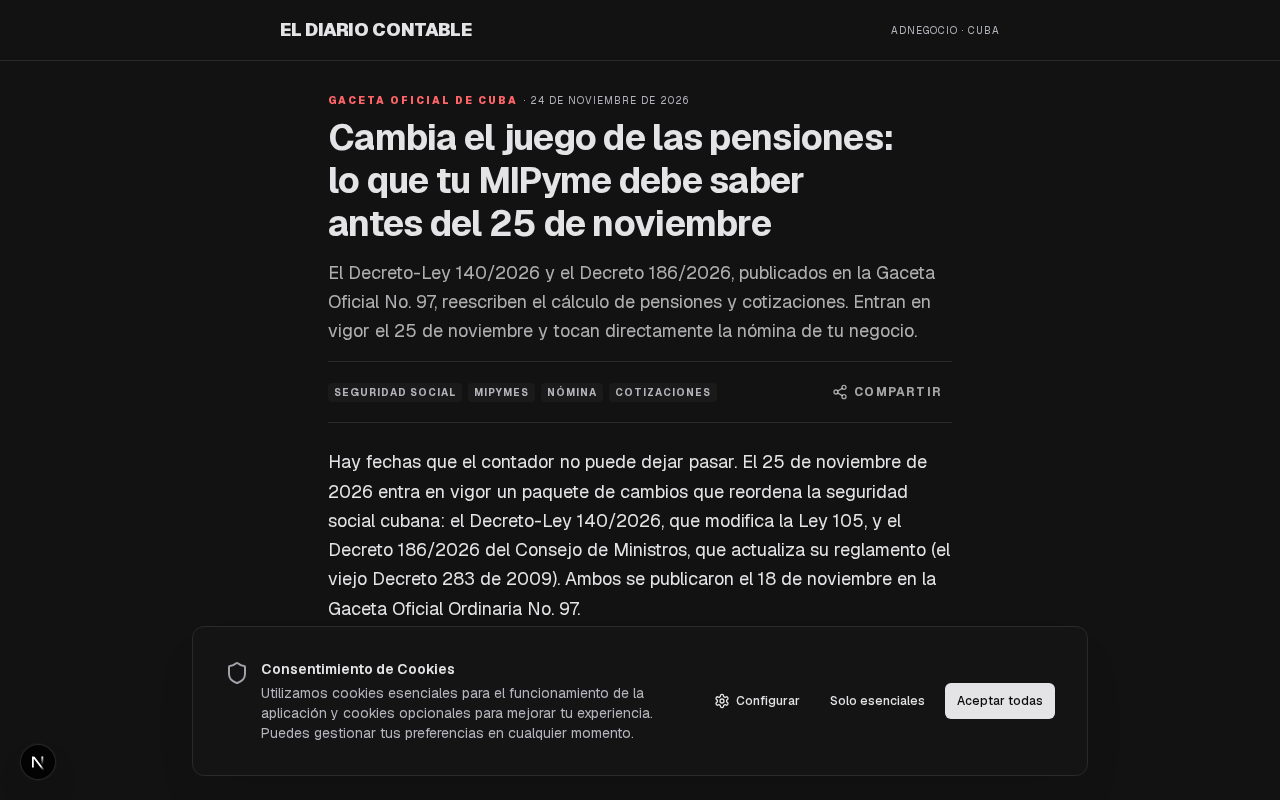 EL DIARIO CONTABLE
ADNEGOCIO · CUBA
GACETA OFICIAL DE CUBA · 24 DE NOVIEMBRE DE 2026
Cambia el juego de las pensiones:
lo que tu MIPyme debe saber
antes del 25 de noviembre
El Decreto-Ley 140/2026 y el Decreto 186/2026, publicados en la Gaceta
Oficial No. 97, reescriben el cálculo de pensiones y cotizaciones. Entran en
vigor el 25 de noviembre y tocan directamente la nómina de tu negocio.
SEGURIDAD SOCIAL MIPYMES NÓMINA COTIZACIONES
COMPARTIR
Hay fechas que el contador no puede dejar pasar. El 25 de noviembre de
2026 entra en vigor un paquete de cambios que reordena la seguridad
social cubana: el Decreto-Ley 140/2026, que modifica la Ley 105, y el
Decreto 186/2026 del Consejo de Ministros, que actualiza su reglamento (el
viejo Decreto 283 de 2009). Ambos se publicaron el 18 de noviembre en la
Gaceta Oficial Ordinaria No. 97.
Consentimiento de Cookies
Utilizamos cookies esenciales para el funcionamiento de la
aplicación y cookies opcionales para mejorar tu experiencia.
Puedes gestionar tus preferencias en cualquier momento.
Configurar
Solo esenciales
Aceptar todas
N